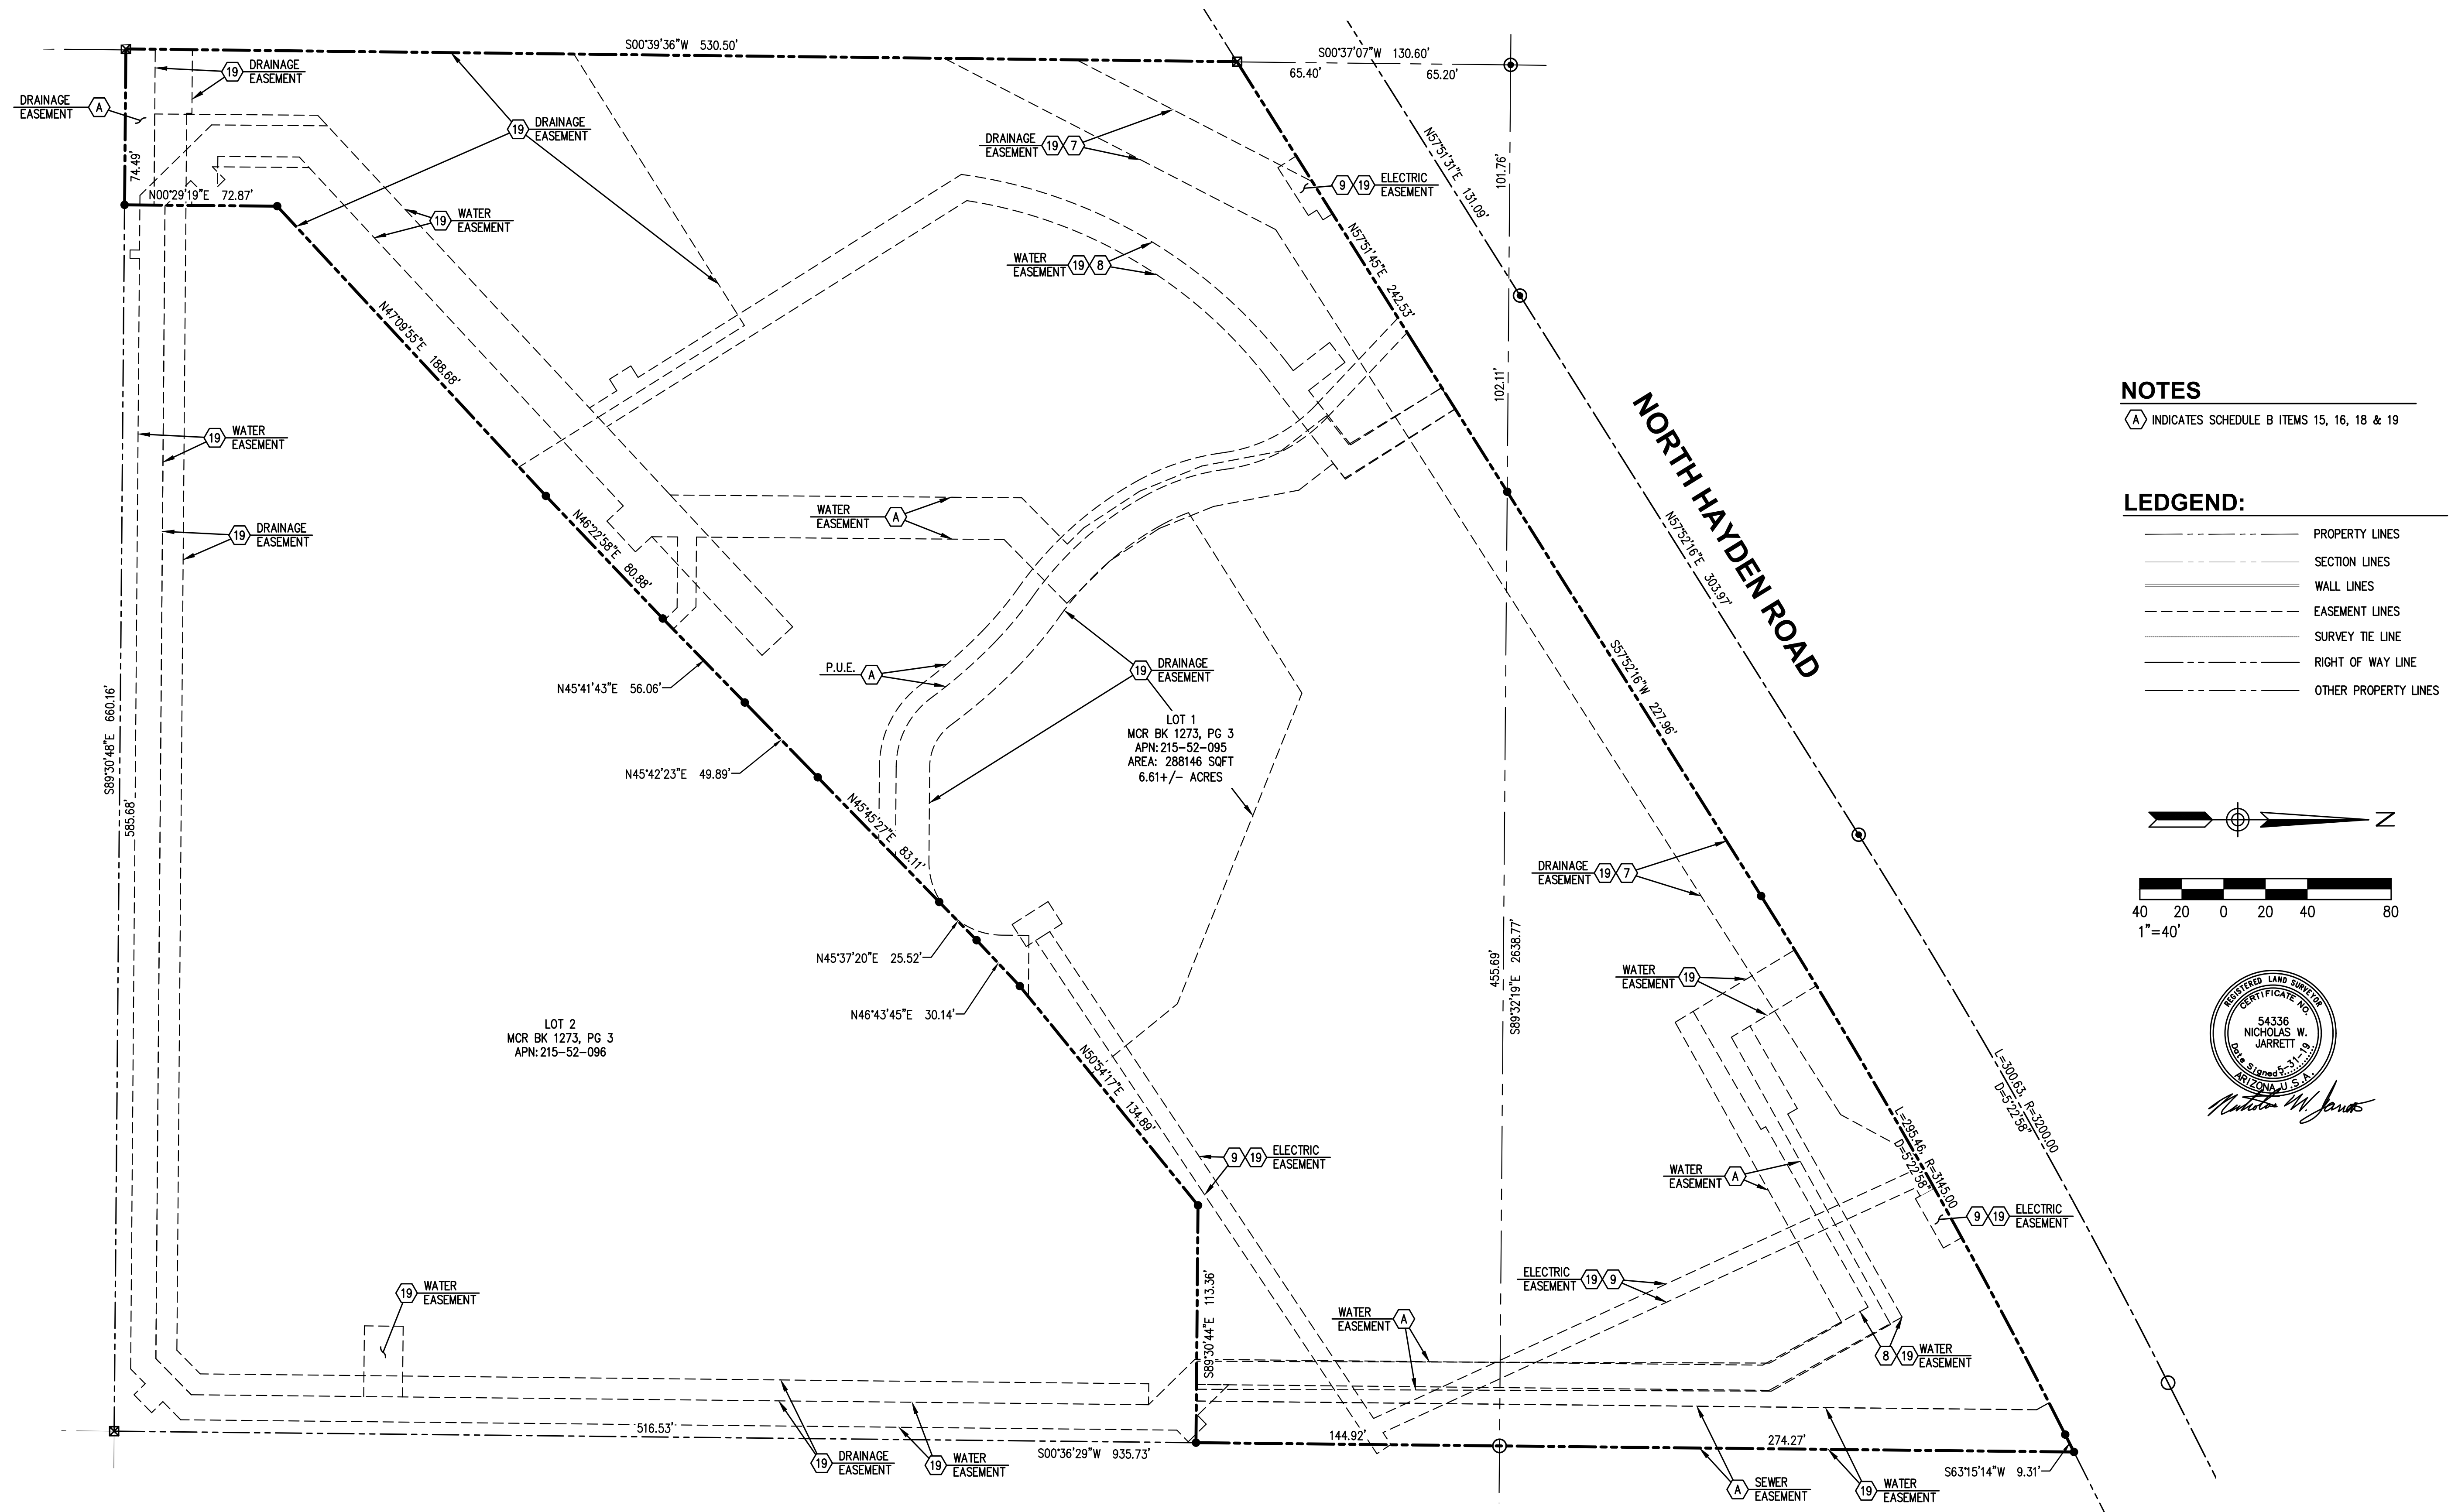 S00°39'36"W 530.50'
S00°37'07"W 130.60'
65.40'
65.20'
19 DRAINAGE
EASEMENT
DRAINAGE
EASEMENT A
19 DRAINAGE
EASEMENT
DRAINAGE
EASEMENT 19 7
N57°51'31"E 131.09'
101.76'
74.49'
N00°29'19"E 72.87'
9 19 ELECTRIC
EASEMENT
19 WATER
EASEMENT
WATER
EASEMENT 19 8
N57°51'45"E 242.53'
N47°09'55"E 188.68'
102.11'
NORTH HAYDEN ROAD
NOTES
A INDICATES SCHEDULE B ITEMS 15, 16, 18 & 19
19 WATER
EASEMENT
LEDGEND:
PROPERTY LINES
SECTION LINES
WALL LINES
EASEMENT LINES
SURVEY TIE LINE
RIGHT OF WAY LINE
OTHER PROPERTY LINES
19 DRAINAGE
EASEMENT
WATER
EASEMENT A
N46°22'58"E 80.88'
N57°52'16"E 303.97'
P.U.E. A
19 DRAINAGE
EASEMENT
S57°52'16"W 227.96'
N45°41'43"E 56.06'
S89°30'48"E 660.16'
585.68'
LOT 1
MCR BK 1273, PG 3
APN: 215-52-095
AREA: 288146 SQFT
6.61+/- ACRES
N45°42'23"E 49.89'
N45°45'27"E 83.11'
N
40 20 0 20 40 80
1"=40'
DRAINAGE
EASEMENT 19 7
N45°37'20"E 25.52'
455.69'
S89°32'19"E 2638.77'
WATER
EASEMENT 19
N46°43'45"E 30.14'
LOT 2
MCR BK 1273, PG 3
APN: 215-52-096
REGISTERED LAND SURVEYOR
CERTIFICATE NO.
54336
NICHOLAS W.
JARRETT
Date Signed 5-31-19
ARIZONA U.S.A.
Nicholas W. Jarrett
N50°54'17"E 134.89'
L=300.63, R=3200.00
D=5°22'58"
L=295.46, R=3145.00
D=5°22'58"
9 19 ELECTRIC
EASEMENT
WATER
EASEMENT A
9 19 ELECTRIC
EASEMENT
19 WATER
EASEMENT
S89°30'44"E 113.36'
ELECTRIC
EASEMENT 19 9
WATER
EASEMENT A
8 19 WATER
EASEMENT
516.53'
S00°36'29"W 935.73'
144.92'
274.27'
19 DRAINAGE
EASEMENT
19 WATER
EASEMENT
A SEWER
EASEMENT
19 WATER
EASEMENT
S63°15'14"W 9.31'